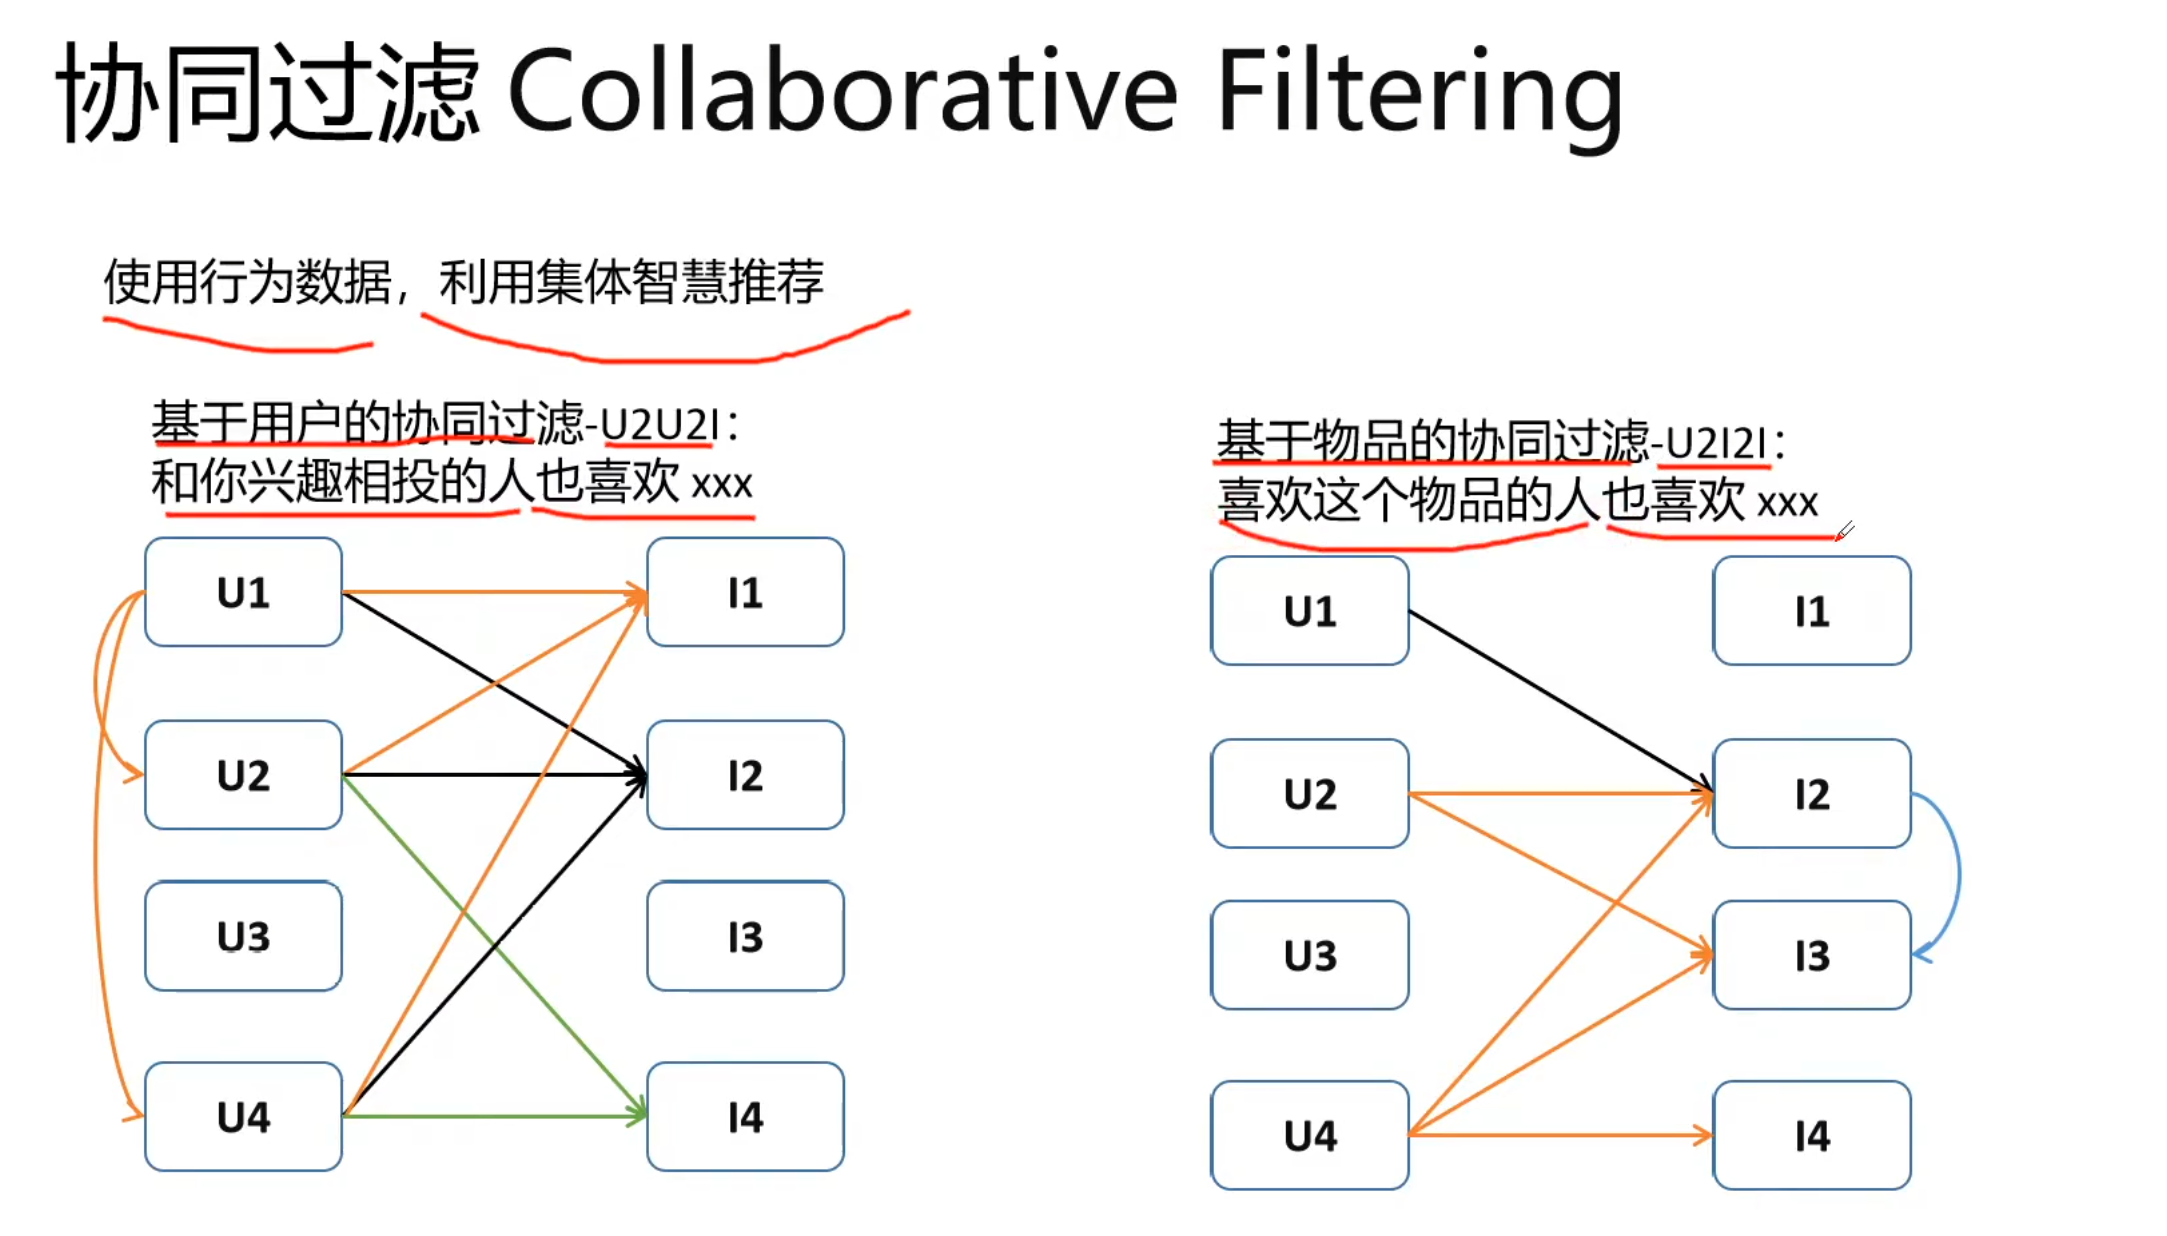 协同过滤 Collaborative Filtering
使用行为数据，利用集体智慧推荐
基于用户的协同过滤-U2U2I：
和你兴趣相投的人也喜欢 xxx
U1
I1
U2
I2
U3
I3
U4
I4
基于物品的协同过滤-U2I2I：
喜欢这个物品的人也喜欢 xxx
U1
I1
U2
I2
U3
I3
U4
I4